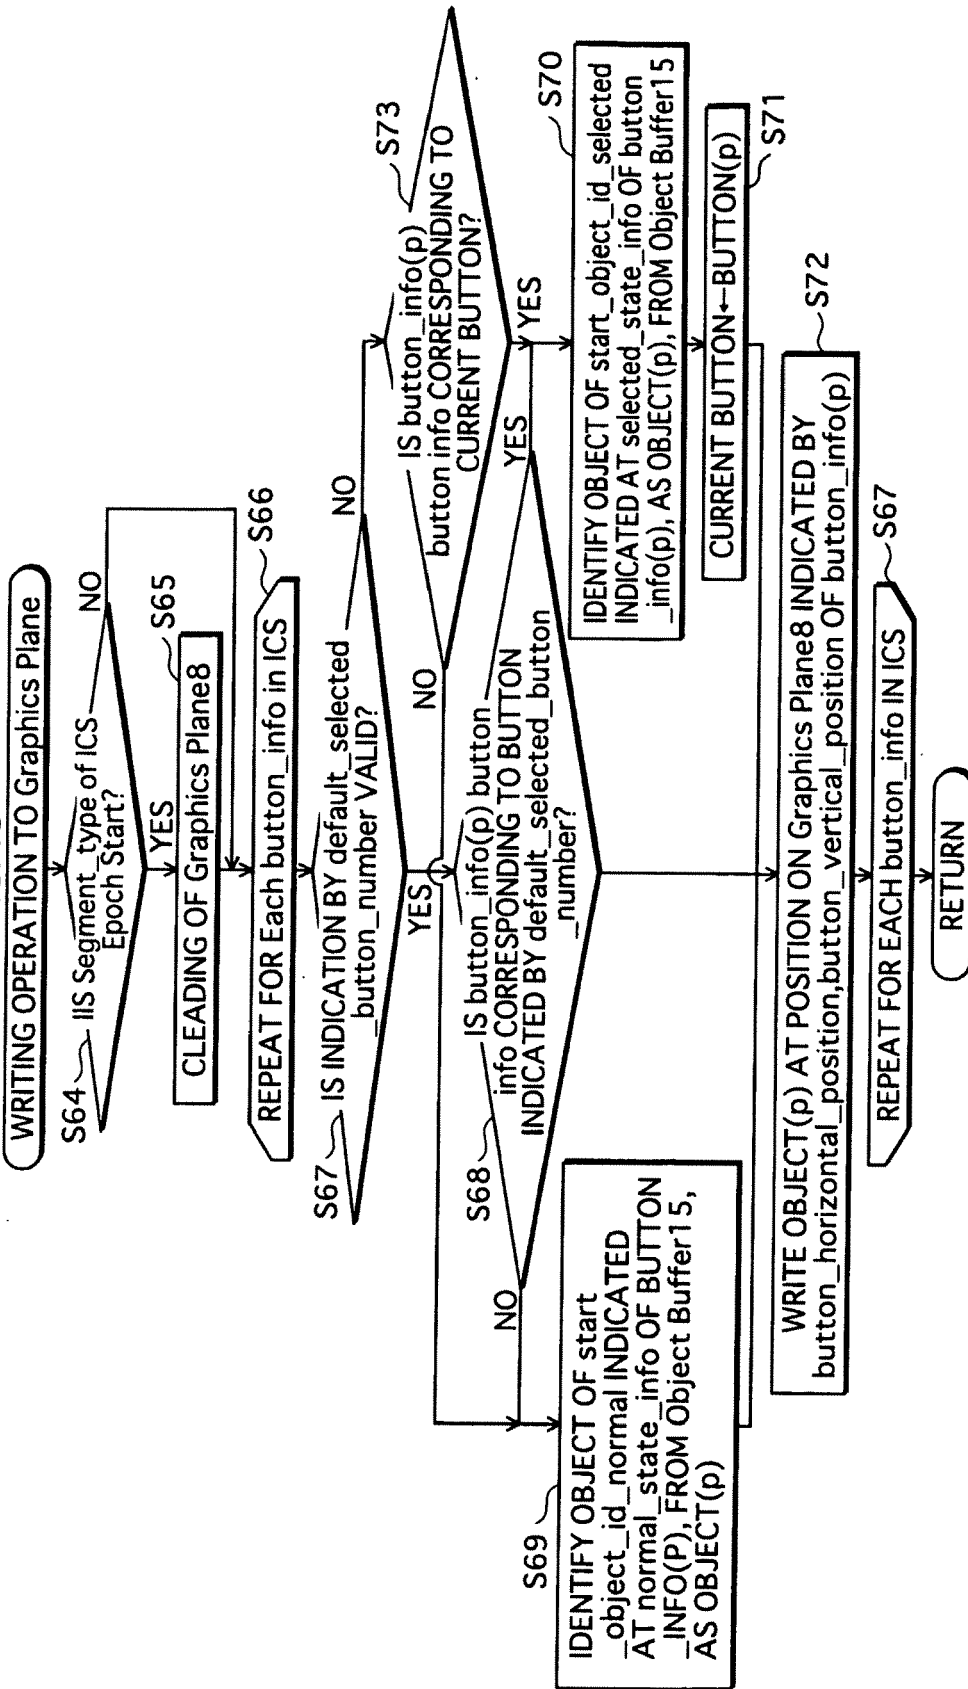 WRITING OPERATION TO Graphics Plane
S64
IIS Segment_type of ICS
Epoch Start?
NO
YES
S65
CLEADING OF Graphics Plane8
S66
REPEAT FOR Each button_info in ICS
S67
IS INDICATION BY default_selected
_button_number VALID?
NO
YES
S73
IS button_info(p)
button info CORRESPONDING TO
CURRENT BUTTON?
NO
YES
S68
IS button_info(p) button
info CORRESPONDING TO BUTTON
INDICATED BY default_selected_button
_number?
YES
NO
S69
IDENTIFY OBJECT OF start
_object_id_normal INDICATED
AT normal_state_info OF BUTTON
_INFO(P), FROM Object Buffer15,
AS OBJECT(p)
S70
IDENTIFY OBJECT OF start_object_id_selected
INDICATED AT selected_state_info OF button
_info(p), AS OBJECT(p), FROM Object Buffer15
S71
CURRENT BUTTON←BUTTON(p)
S72
WRITE OBJECT(p) AT POSITION ON Graphics Plane8 INDICATED BY
button_horizontal_position,button_vertical_position OF button_info(p)
S67
REPEAT FOR EACH button_info IN ICS
RETURN